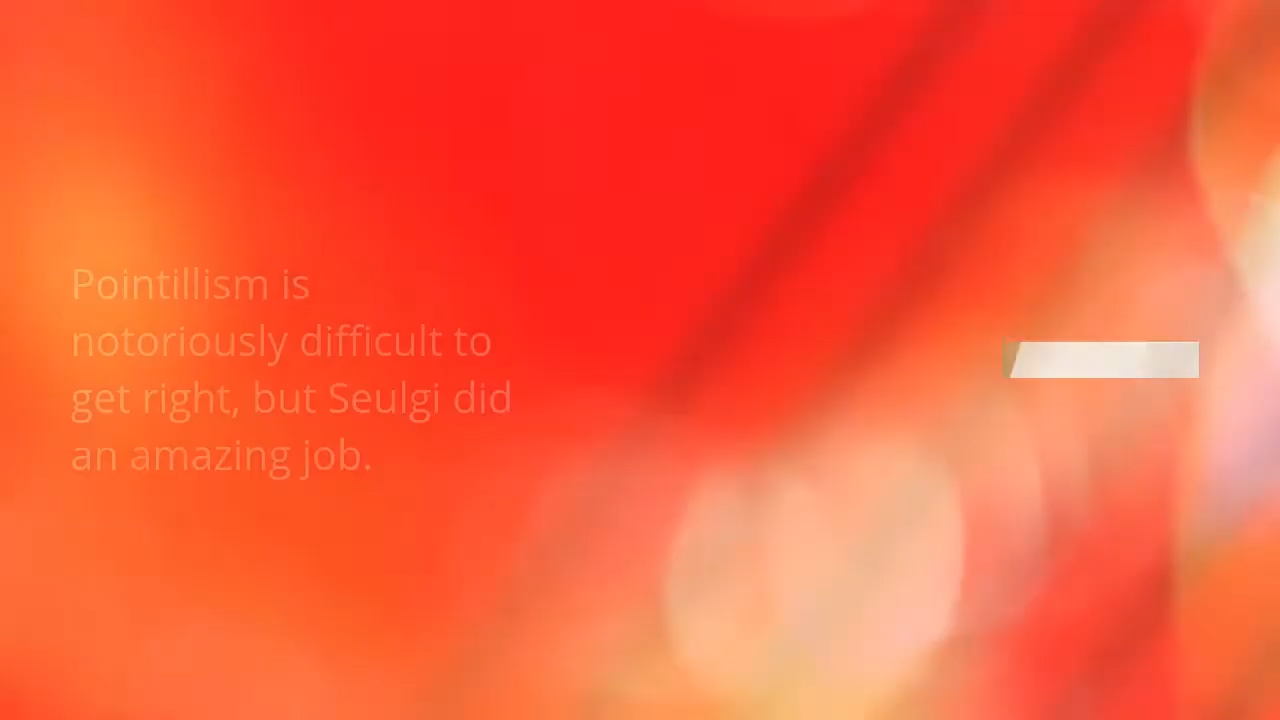 Pointillism is
notoriously difficult to
get right, but Seulgi did
an amazing job.